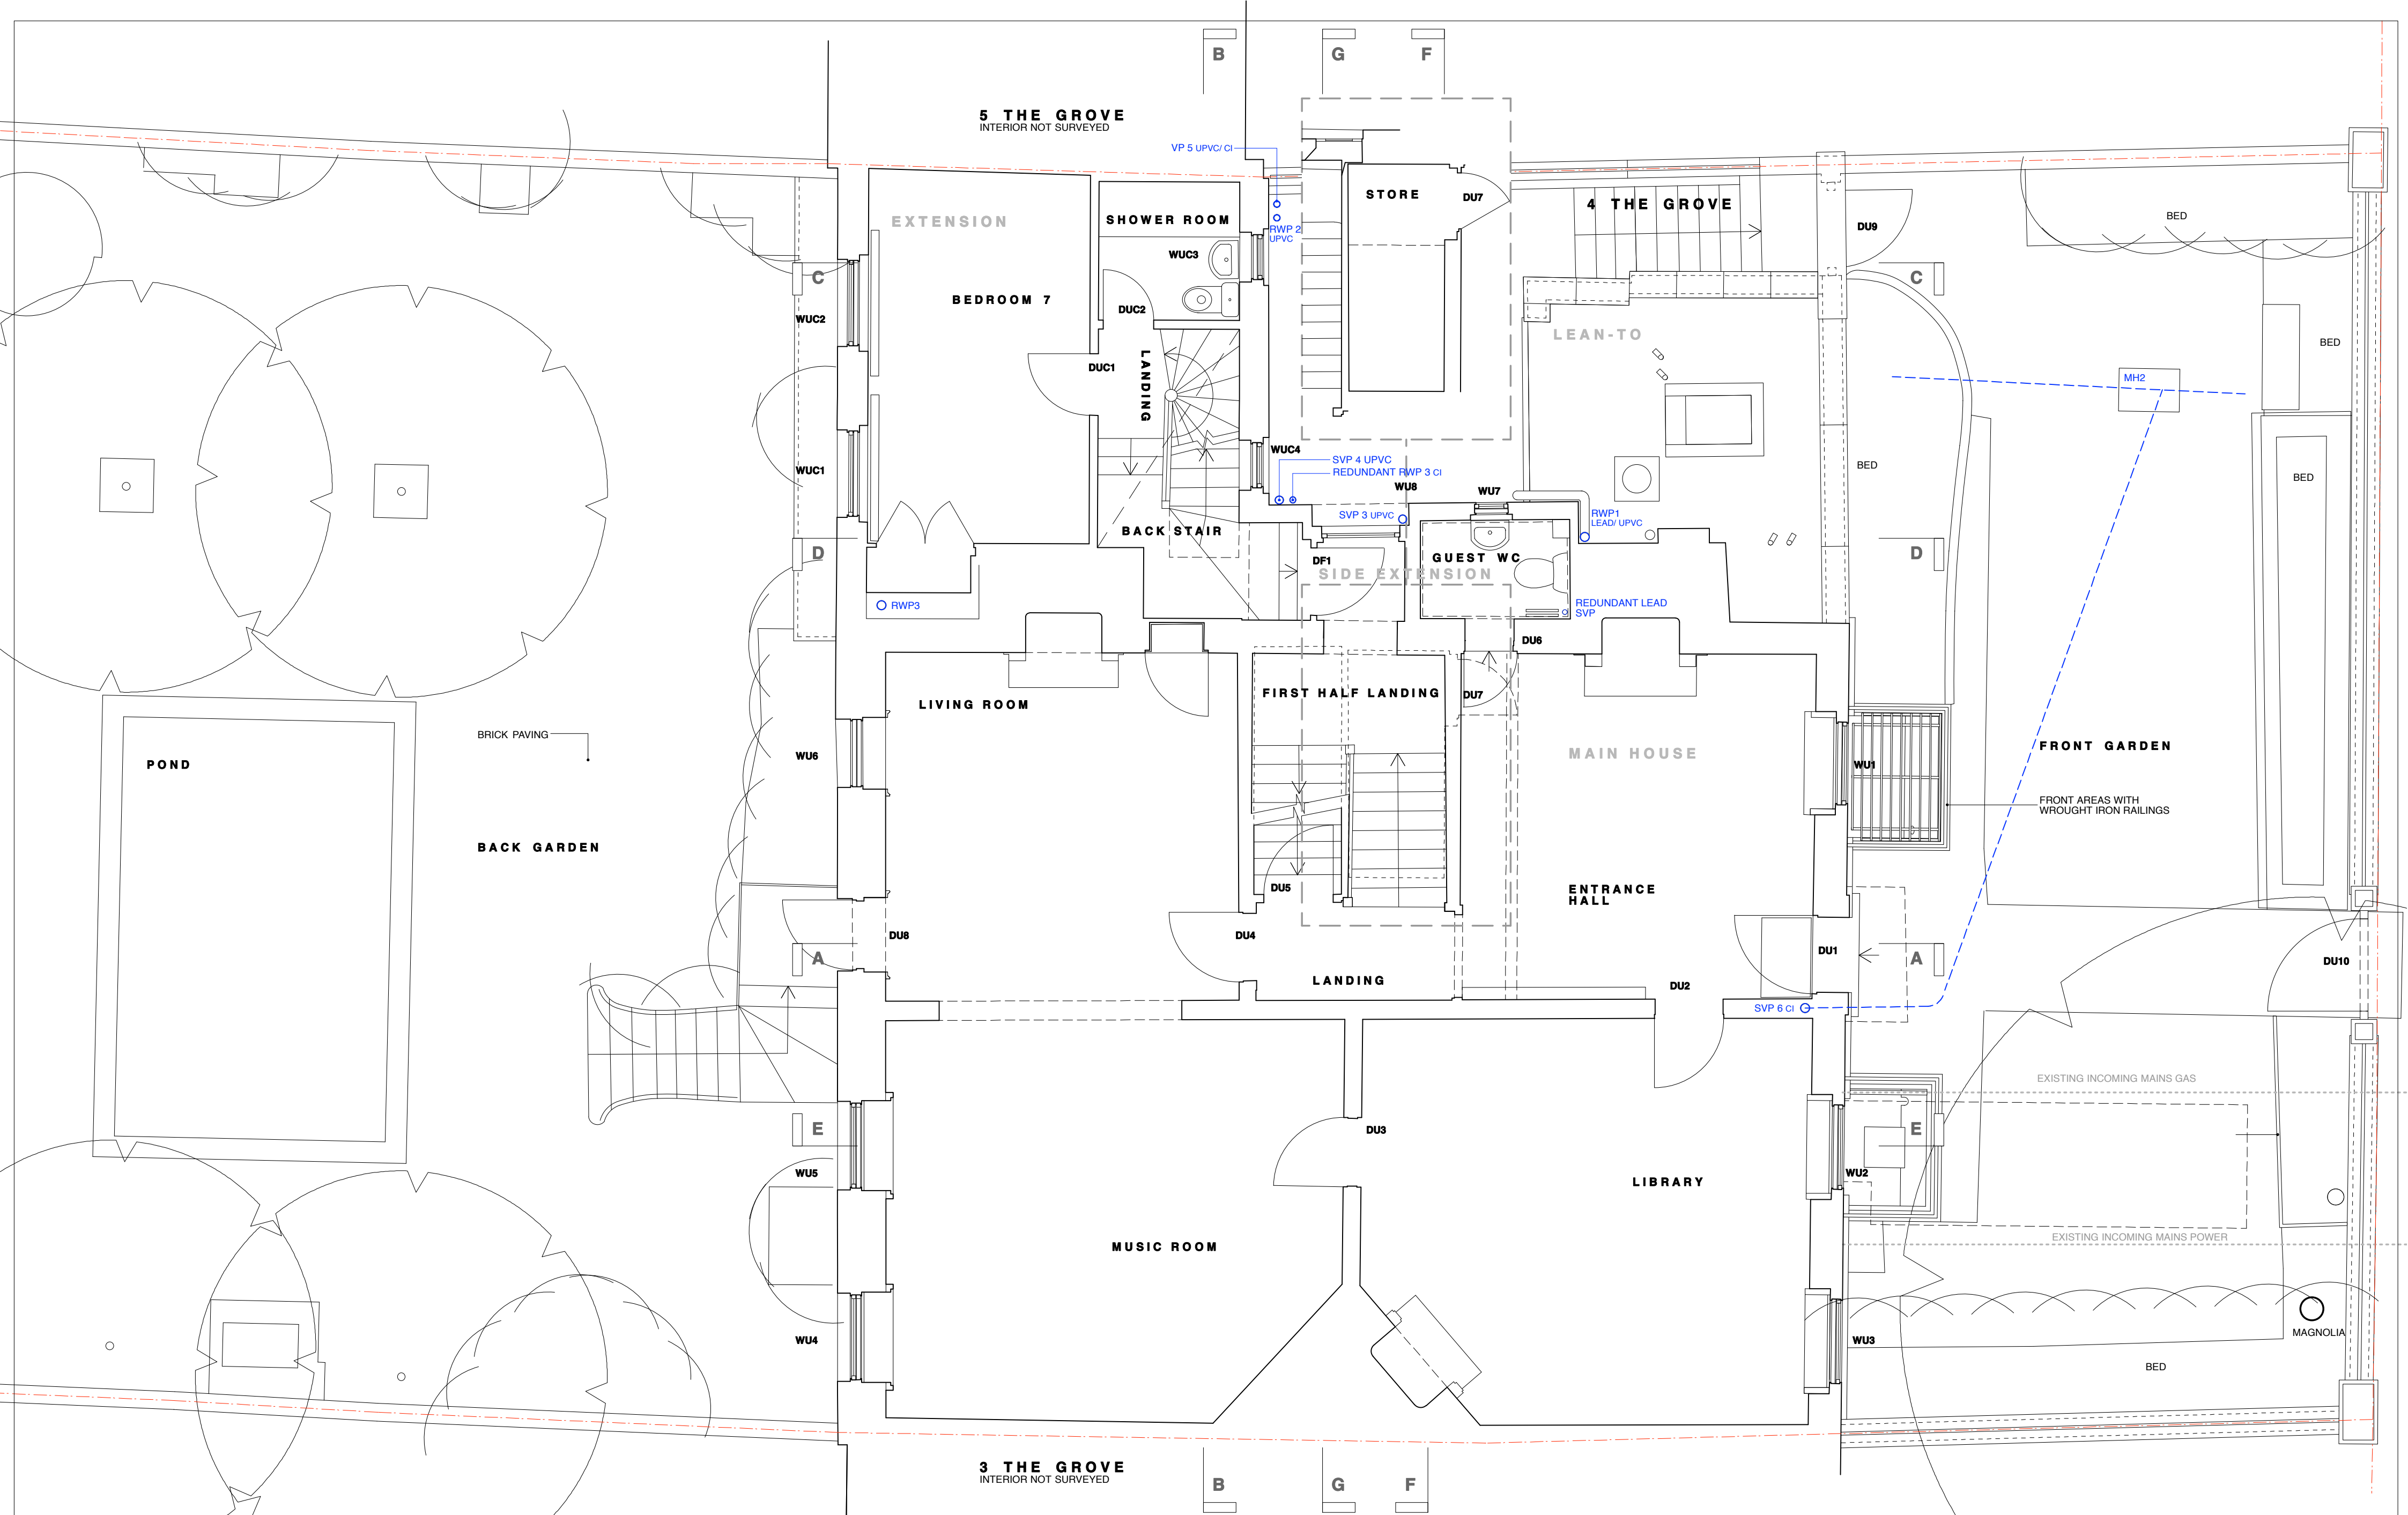 B
G
F
5 THE GROVE
INTERIOR NOT SURVEYED
VP 5 UPVC/ CI
STORE
DU7
4 THE GROVE
EXTENSION
SHOWER ROOM
RWP 2
UPVC
DU9
BED
WUC3
C
C
BEDROOM 7
DUC2
WUC2
LEAN-TO
BED
LANDING
DUC1
MH2
WUC1
WUC4
SVP 4 UPVC
REDUNDANT RWP 3 CI
BED
BED
WU8
WU7
SVP 3 UPVC
RWP1
LEAD/ UPVC
BACK STAIR
D
DF1
GUEST WC
D
SIDE EXTENSION
RWP3
REDUNDANT LEAD
SVP
DU6
LIVING ROOM
FIRST HALF LANDING
DU7
BRICK PAVING
POND
WU6
MAIN HOUSE
WU1
FRONT GARDEN
FRONT AREAS WITH
WROUGHT IRON RAILINGS
BACK GARDEN
DU5
ENTRANCE
HALL
DU8
DU4
A
DU1
A
DU10
LANDING
DU2
SVP 6 CI
EXISTING INCOMING MAINS GAS
E
DU3
E
WU5
WU2
LIBRARY
MUSIC ROOM
EXISTING INCOMING MAINS POWER
WU4
WU3
MAGNOLIA
BED
3 THE GROVE
INTERIOR NOT SURVEYED
B
G
F